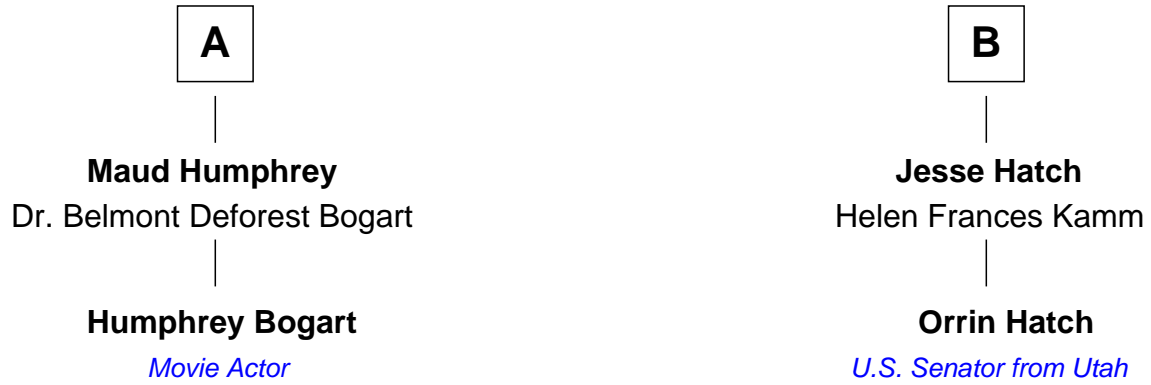 A
Maud Humphrey
Dr. Belmont Deforest Bogart
Humphrey Bogart
Movie Actor
B
Jesse Hatch
Helen Frances Kamm
Orrin Hatch
U.S. Senator from Utah